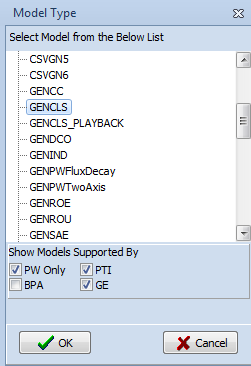 Model Type
Select Model from the Below List
CSVGN5
CSVGN6
GENCC
GENCLS
GENCLS_PLAYBACK
GENDCO
GENIND
GENPWFluxDecay
GENPWTwoAxis
GENROE
GENROU
GENSAE
Show Models Supported By
PW Only PTI
BPA GE
OK Cancel